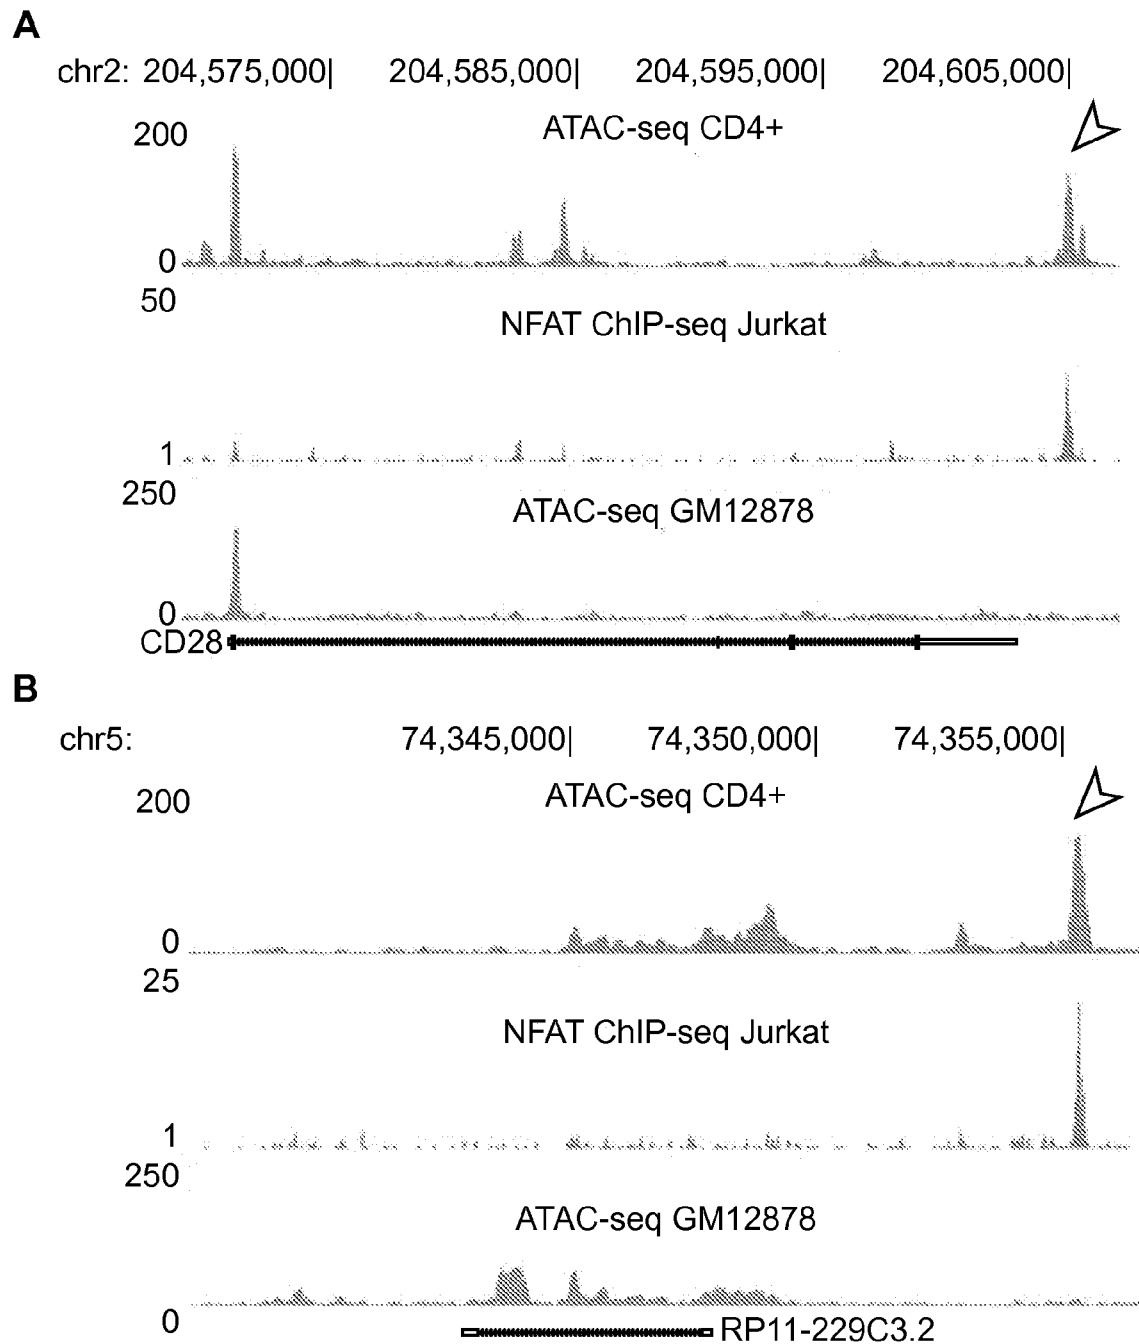 A
chr2: 204,575,000| 204,585,000| 204,595,000| 204,605,000|
200
ATAC-seq CD4+
0
50
NFAT ChIP-seq Jurkat
1
250
ATAC-seq GM12878
0
CD28
B
chr5: 74,345,000| 74,350,000| 74,355,000|
200
ATAC-seq CD4+
0
25
NFAT ChIP-seq Jurkat
1
250
ATAC-seq GM12878
0
RP11-229C3.2